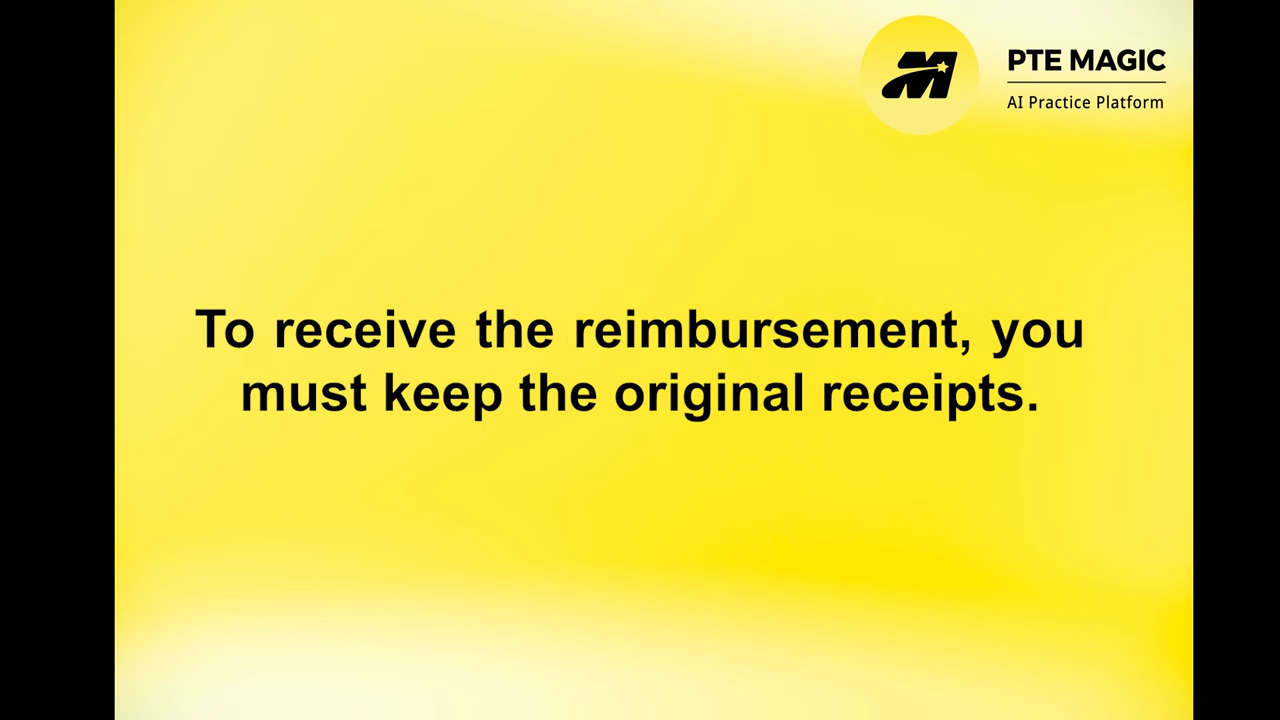 PTE MAGIC
AI Practice Platform
To receive the reimbursement, you
must keep the original receipts.